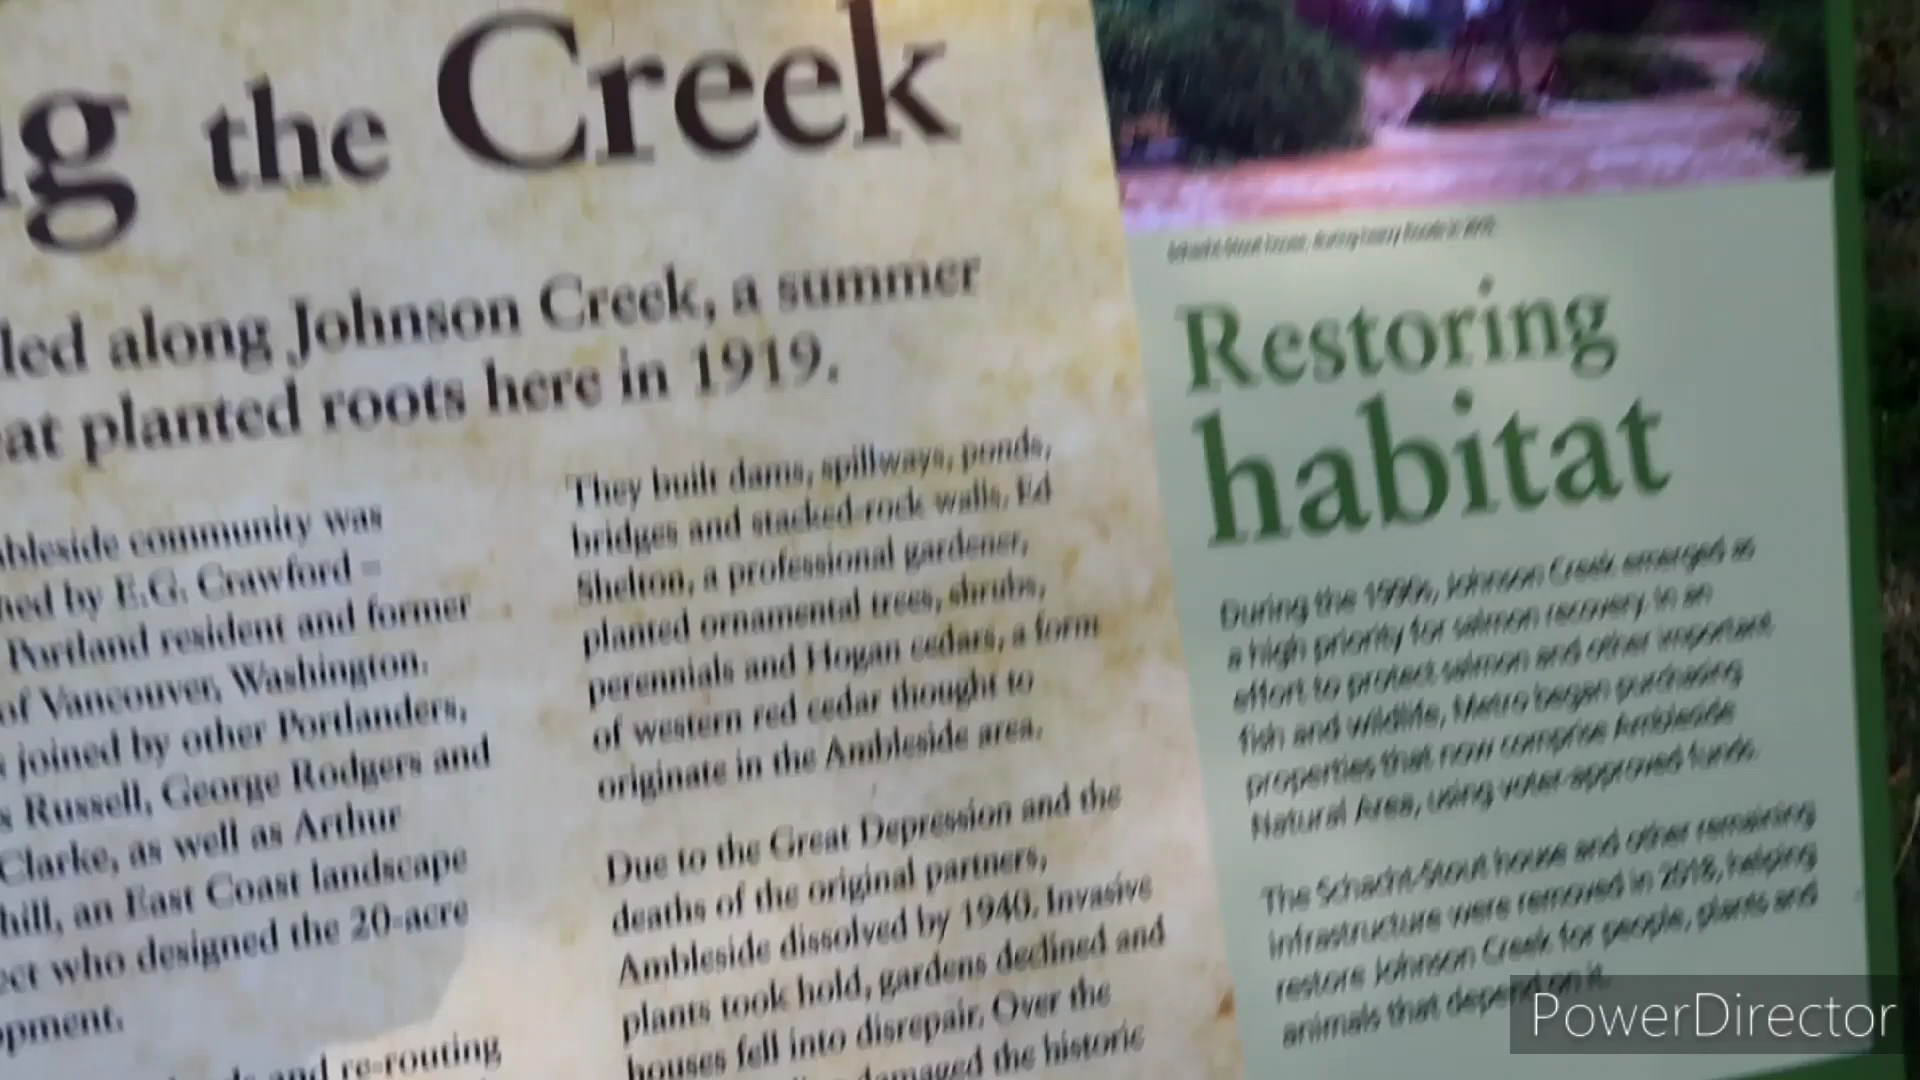 the Creek
along Johnson Creek, a summer
planted roots here in 1919.
community was
by E.G. Crawford –
Portland resident and former
of Vancouver, Washington.
joined by other Portlanders,
Russell, George Rodgers and
Clarke, as well as Arthur
an East Coast landscape
who designed the 20-acre
and re-routing
They built dams, spillways, ponds,
bridges and stacked-rock walls. Ed
Shelton, a professional gardener,
planted ornamental trees, shrubs,
perennials and Hogan cedars, a form
of western red cedar thought to
originate in the Ambleside area.
Due to the Great Depression and the
deaths of the original partners,
Ambleside dissolved by 1940. Invasive
plants took hold, gardens declined and
houses fell into disrepair. Over the
damaged the historic
Restoring
habitat
During the 1990s, Johnson Creek emerged as
a high priority for salmon recovery. In an
effort to protect salmon and other important
fish and wildlife, Metro began purchasing
properties that now comprise Ambleside
Natural Area, using voter-approved funds.
The Schacht-Stout house and other remaining
infrastructure were removed in 2018, helping
restore Johnson Creek for people, plants and
animals that depend on it.
PowerDirector